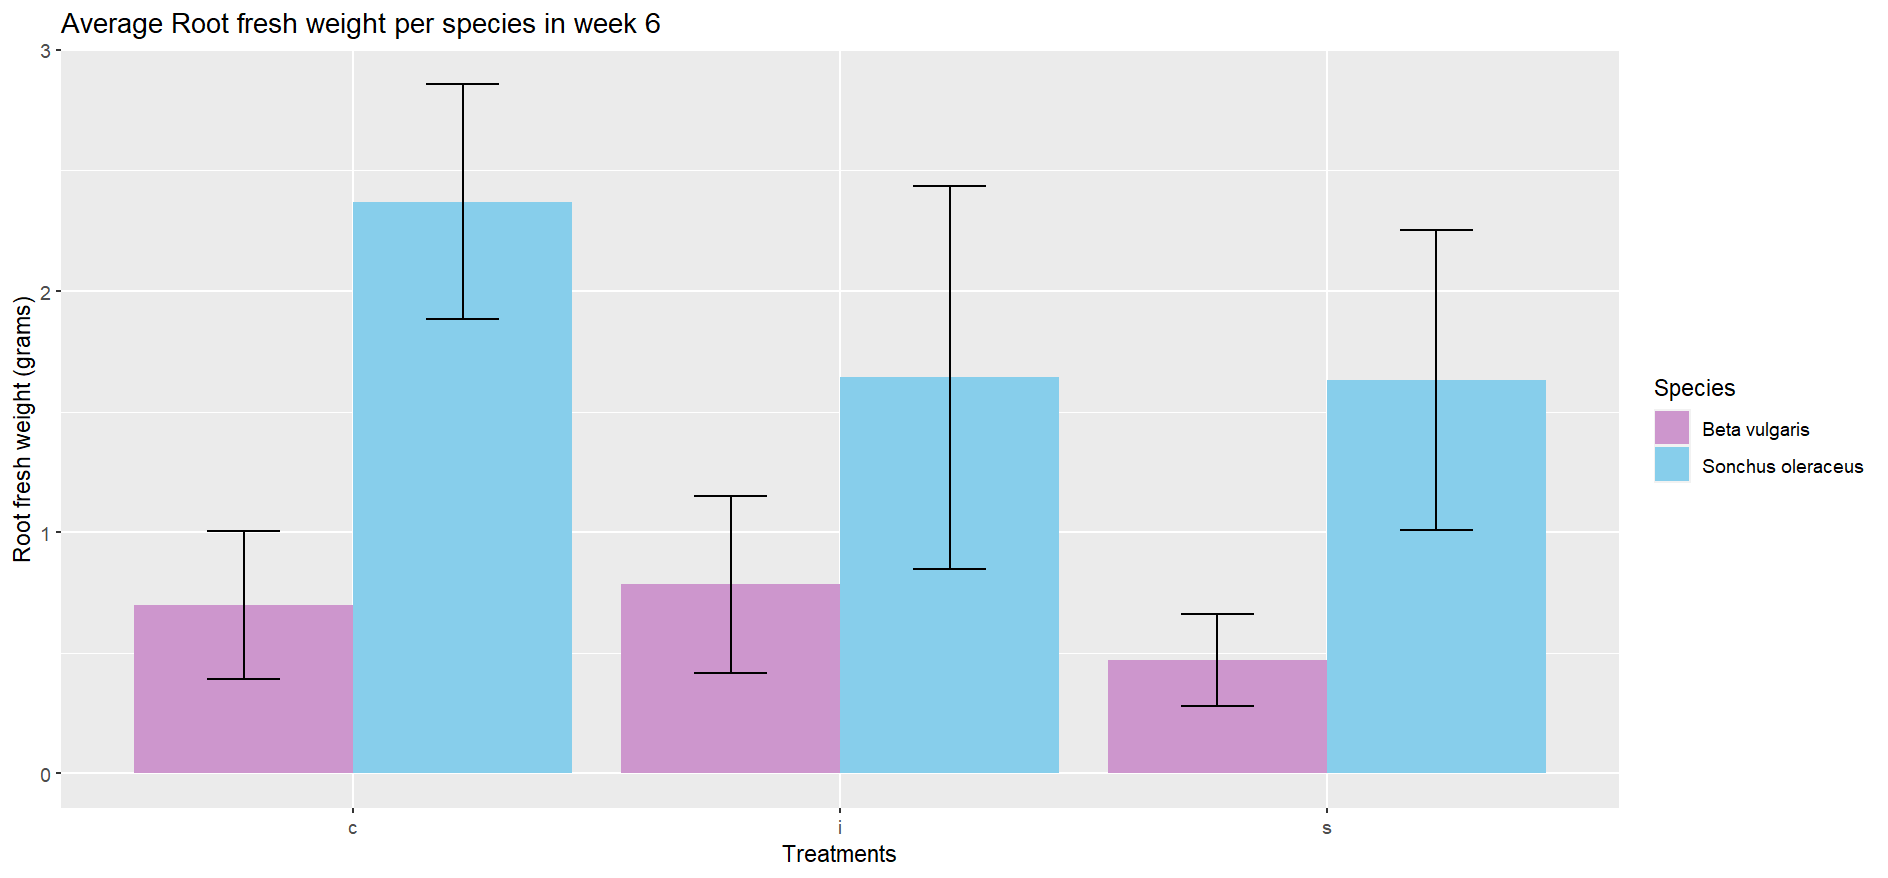 Average Root fresh weight per species in week 6
3
2
1
0
Root fresh weight (grams)
c
i
s
Treatments
Species
Beta vulgaris
Sonchus oleraceus